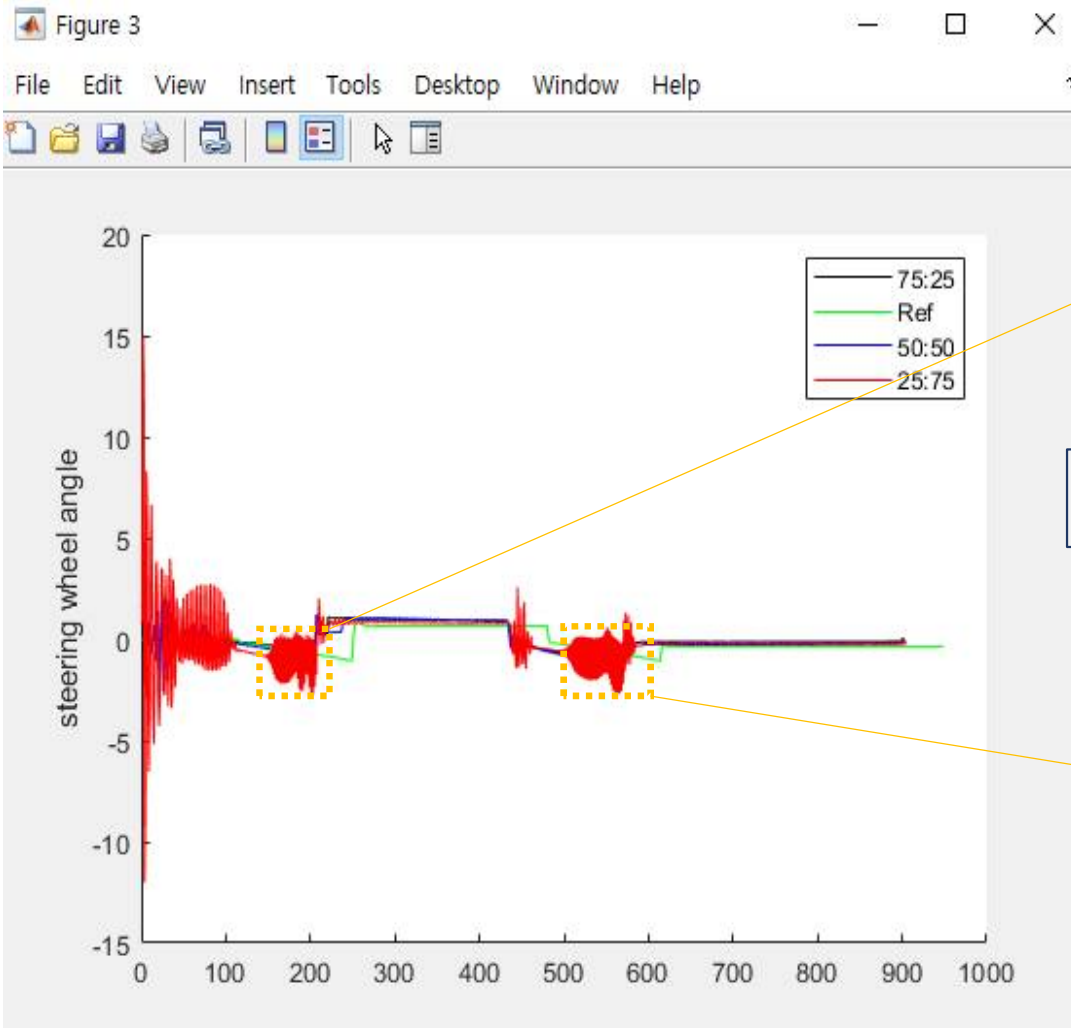 Figure 3
File Edit View Insert Tools Desktop Window Help
20
15
10
5
0
-5
-10
-15
steering wheel angle
75:25
Ref
50:50
25:75
0 100 200 300 400 500 600 700 800 900 1000